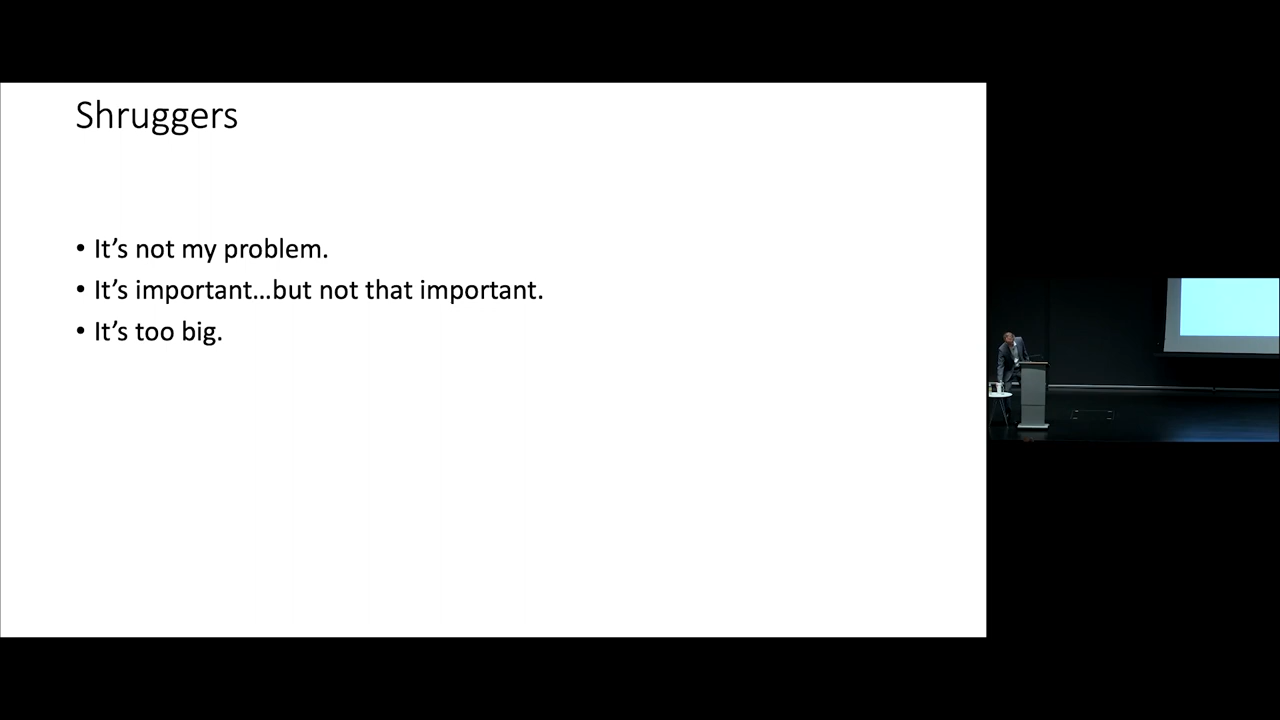 Shruggers
• It’s not my problem.
• It’s important…but not that important.
• It’s too big.